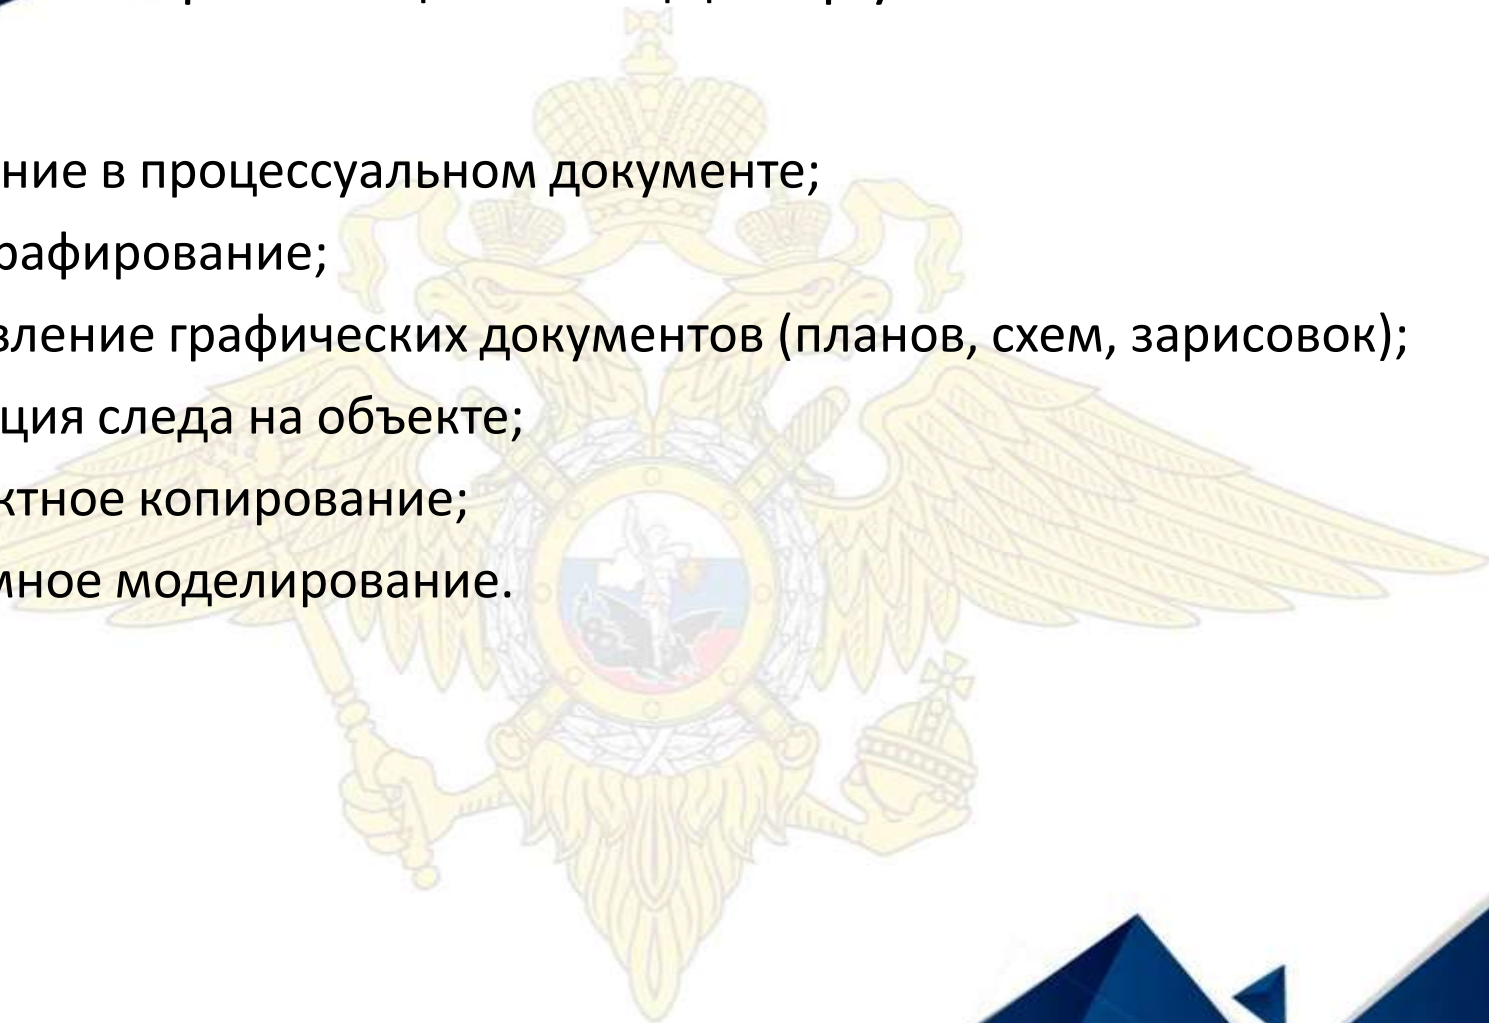 ние в процессуальном документе;
рафирование;
вление графических документов (планов, схем, зарисовок);
ция следа на объекте;
ктное копирование;
мное моделирование.